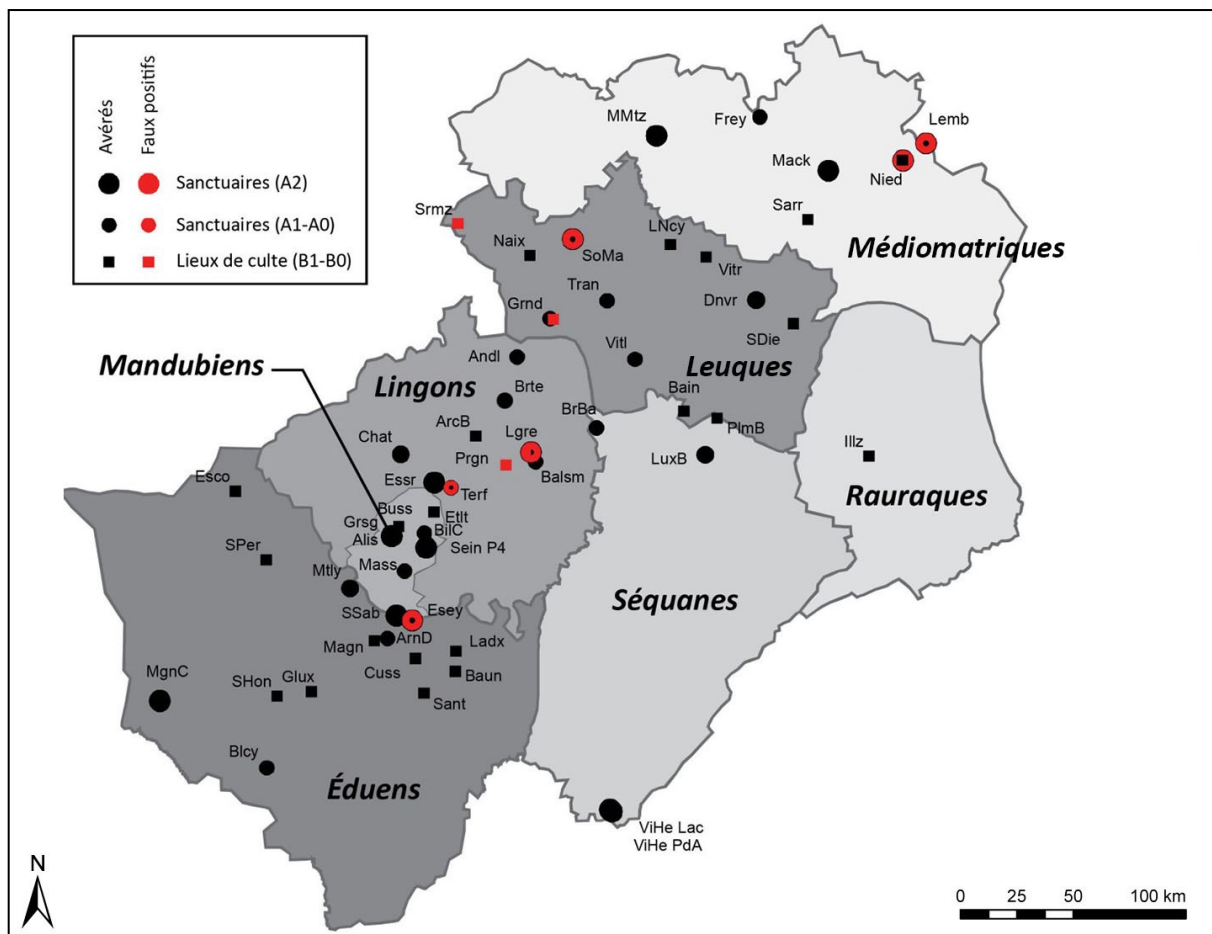 Avérés
Faux positifs
Sanctuaires (A2)
Sanctuaires (A1-A0)
Lieux de culte (B1-B0)
MMtz
Frey
Lemb
Mack
Nied
Srmz
Sarr
LNcy
Naix
SoMa
Vitr
Médiomatriques
Tran
Dnvr
Grnd
SDie
Andl
Vitl
Mandubiens
Leuques
Lingons
Brte
Bain
BrBa
PlmB
ArcB
Lgre
Chat
Illz
Prgn
LuxB
Balsm
Essr
Terf
Esco
Rauraques
Buss
Etlt
Grsg
BilC
Alis
SPer
Sein P4
Mass
Mtly
Séquanes
SSab
Esey
Magn
ArnD
Ladx
Cuss
Baun
MgnC
SHon
Glux
Sant
Blcy
Éduens
ViHe Lac
ViHe PdA
N
0 25 50 100 km